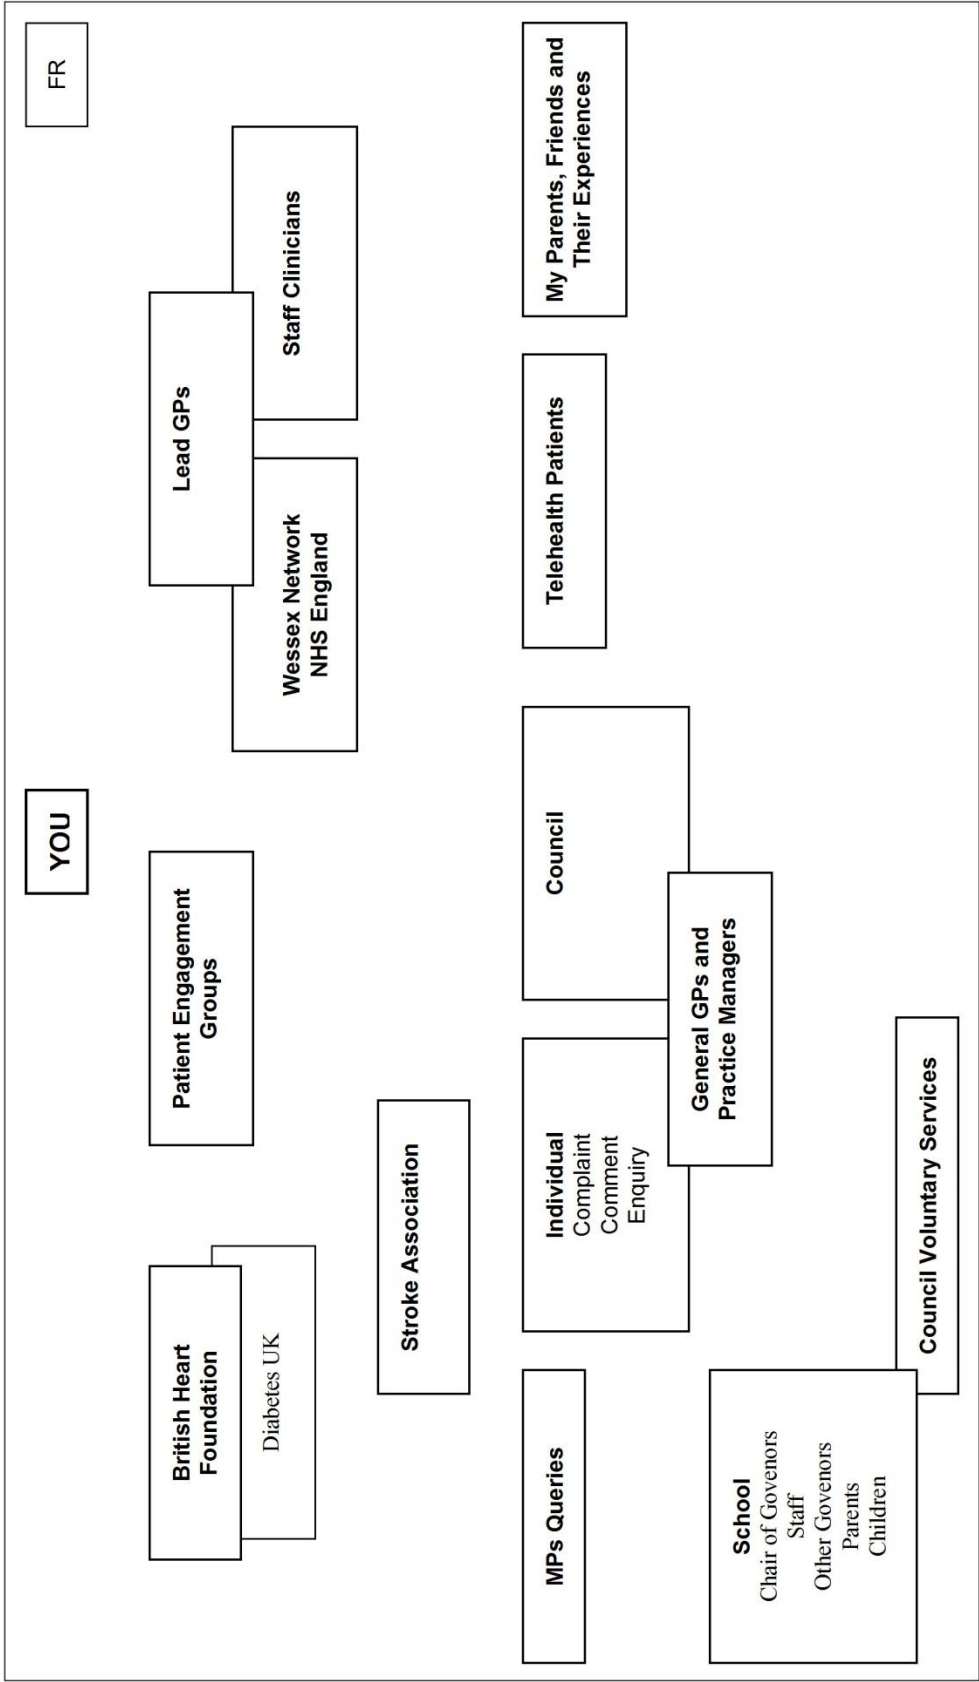 FR
YOU
British Heart
Foundation
Diabetes UK
Patient Engagement
Groups
Lead GPs
Wessex Network
NHS England
Staff Clinicians
Stroke Association
MPs Queries
Individual
Complaint
Comment
Enquiry
Council
General GPs and
Practice Managers
Telehealth Patients
My Parents, Friends and
Their Experiences
School
Chair of Govenors
Staff
Other Govenors
Parents
Children
Council Voluntary Services